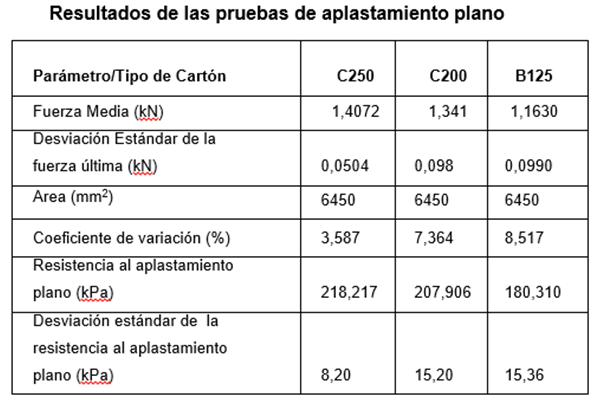 Resultados de las pruebas de aplastamiento plano
Parámetro/Tipo de Cartón C250 C200 B125
Fuerza Media (kN) 1,4072 1,341 1,1630
Desviación Estándar de la
fuerza última (kN) 0,0504 0,098 0,0990
Area (mm²) 6450 6450 6450
Coeficiente de variación (%) 3,587 7,364 8,517
Resistencia al aplastamiento
plano (kPa) 218,217 207,906 180,310
Desviación estándar de la
resistencia al aplastamiento
plano (kPa) 8,20 15,20 15,36